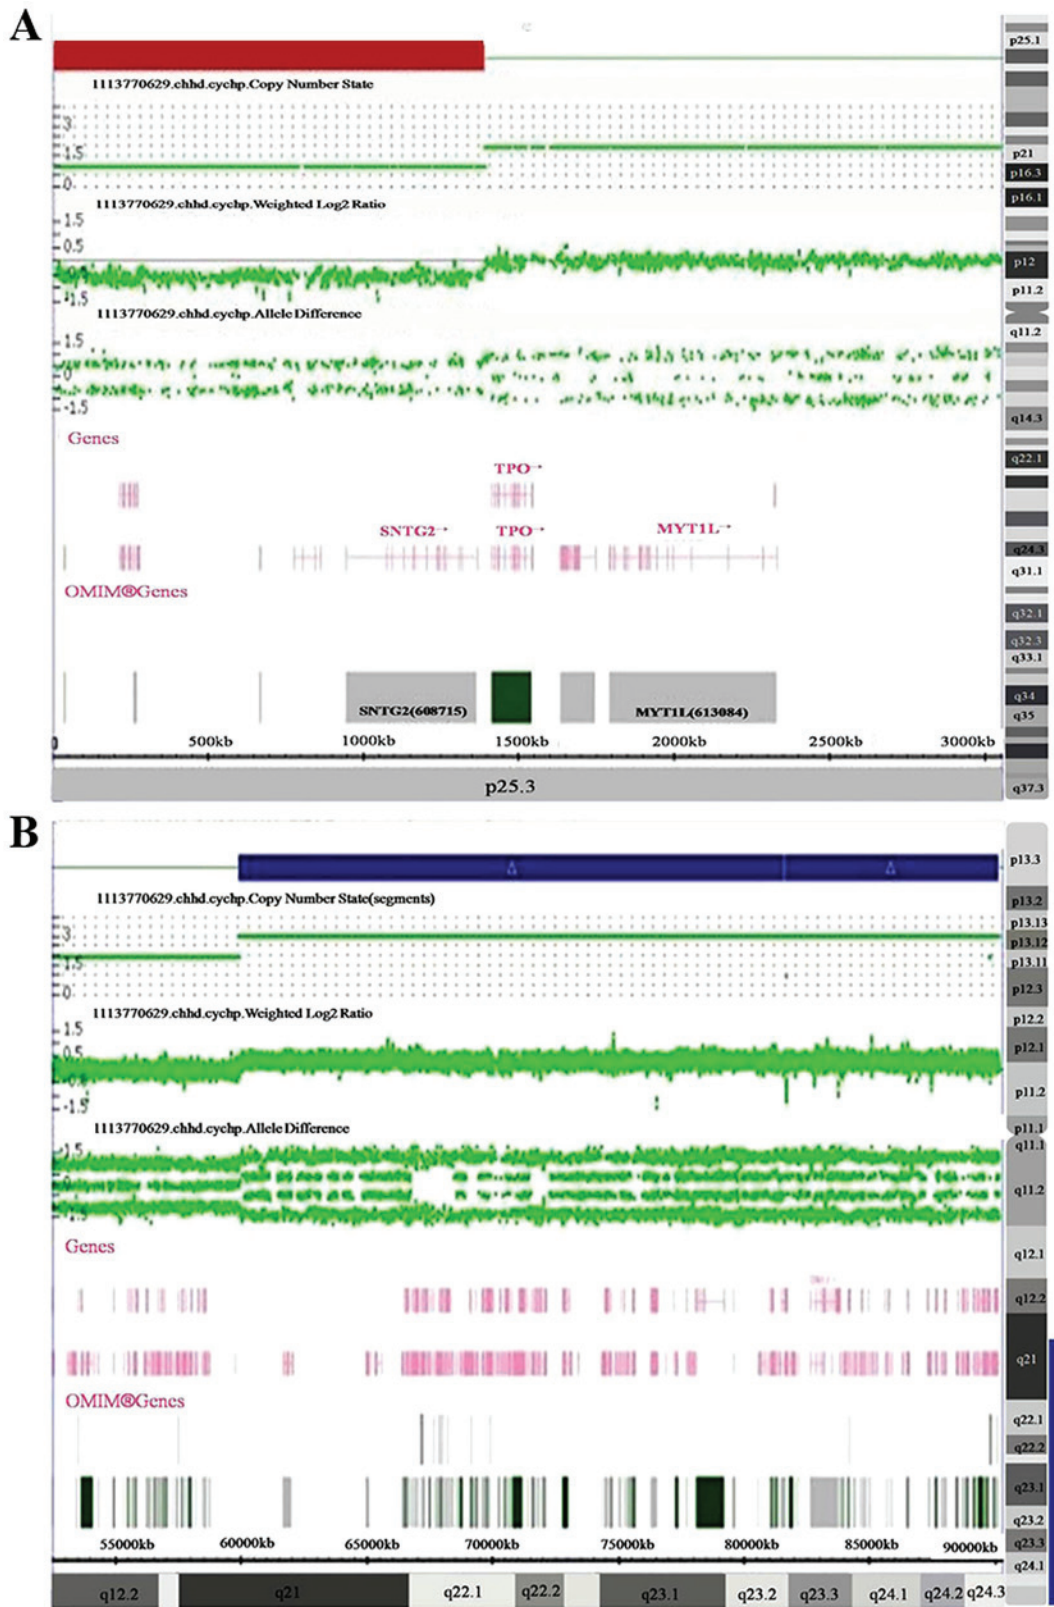 A
1113770629.chhd.cychp.Copy Number State
3
1.5
0
1113770629.chhd.cychp.Weighted Log2 Ratio
1.5
0.5
-1.5
1113770629.chhd.cychp.Allele Difference
1.5
0
-1.5
Genes
TPO→
SNTG2→ TPO→ MYT1L→
OMIM®Genes
SNTG2(608715) MYT1L(613084)
0 500kb 1000kb 1500kb 2000kb 2500kb 3000kb
p25.3
p25.1
p21
p16.3
p16.1
p12
p11.2
q11.2
q14.3
q22.1
q24.3
q31.1
q32.1
q32.3
q33.1
q34
q35
q37.3
B
1113770629.chhd.cychp.Copy Number State(segments)
3
1.5
0
1113770629.chhd.cychp.Weighted Log2 Ratio
1.5
0.5
-1.5
1113770629.chhd.cychp.Allele Difference
1.5
Genes
OMIM®Genes
55000kb 60000kb 65000kb 70000kb 75000kb 80000kb 85000kb 90000kb
q12.2 q21 q22.1 q22.2 q23.1 q23.2 q23.3 q24.1 q24.2 q24.3
p13.3
p13.2
p13.13
p13.12
p13.11
p12.3
p12.2
p12.1
p11.2
p11.1
q11.1
q11.2
q12.1
q12.2
q21
q22.1
q22.2
q23.1
q23.2
q23.3
q24.1